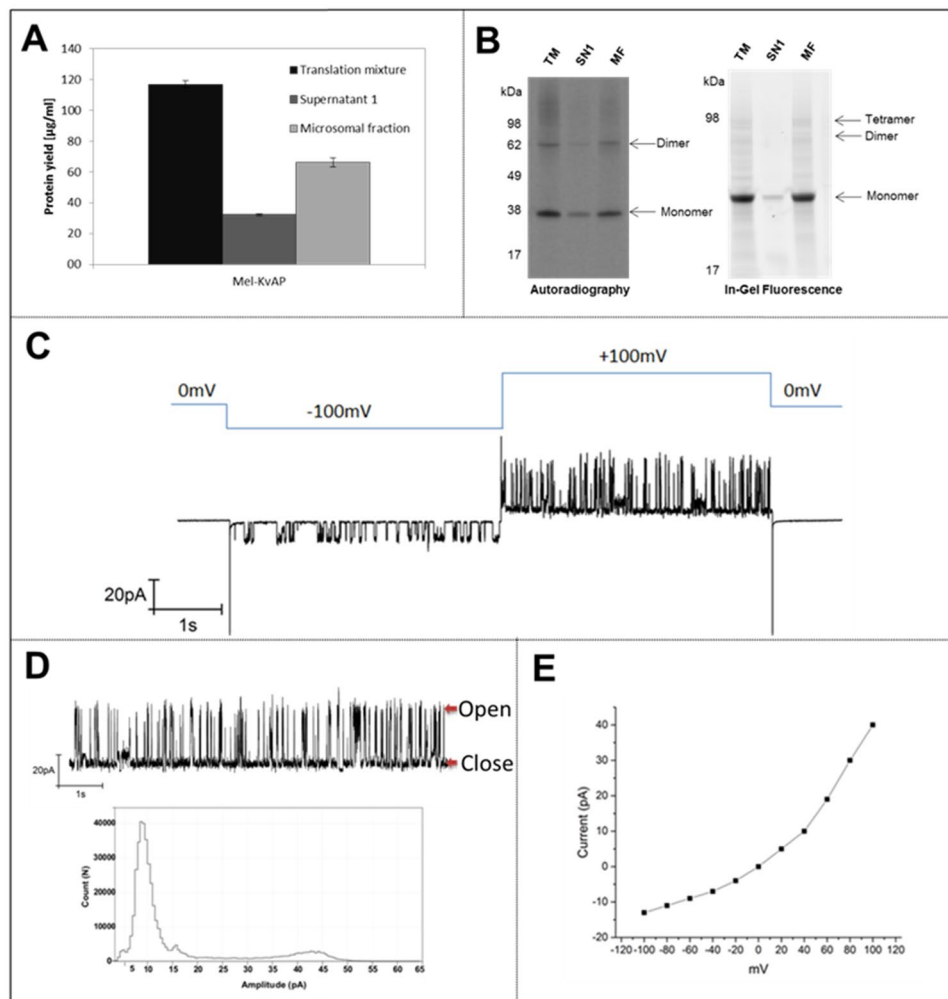 A
140
120
100
80
60
40
20
00
Protein yield [µg/ml]
Translation mixture
Supernatant 1
Microsomal fraction
Mel-KvAP
B
TM SN1 MF
kDa
98
62
49
38
17
Dimer
Monomer
Autoradiography
TM SN1 MF
kDa
98
17
Tetramer
Dimer
Monomer
In-Gel Fluorescence
C
0mV
-100mV
+100mV
0mV
20pA
1s
D
Open
Close
20pA
1s
Count (N)
40000
30000
20000
10000
0
5 10 15 20 25 30 35 40 45 50 55 60 65
Amplitude (pA)
E
Current (pA)
40
30
20
10
0
-10
-20
-120 -100 -80 -60 -40 -20 0 20 40 60 80 100 120
mV